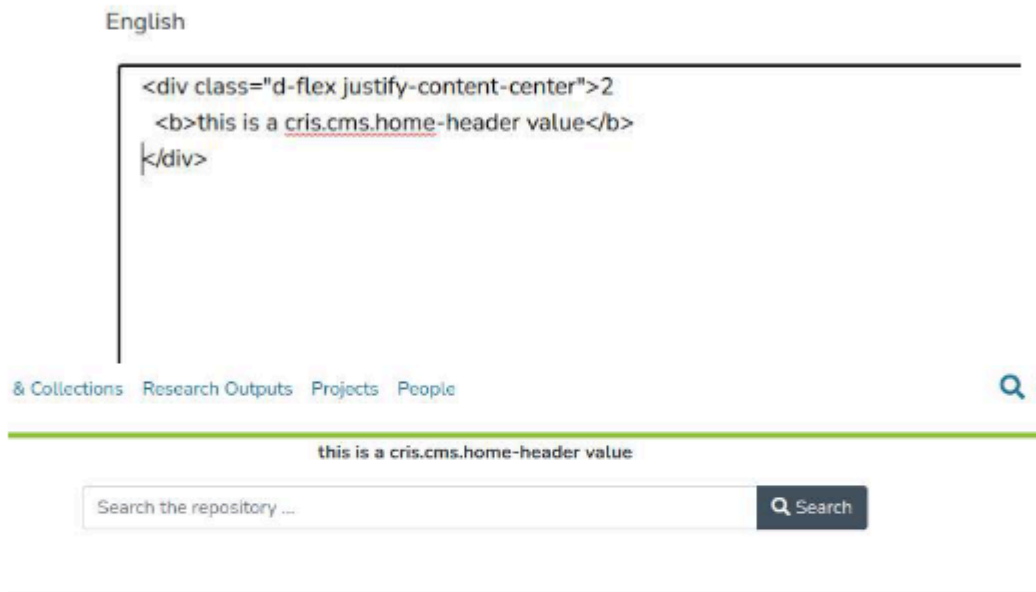 English
<div class="d-flex justify-content-center">2
<b>this is a cris.cms.home-header value</b>
</div>
& Collections Research Outputs Projects People
this is a cris.cms.home-header value
Search the repository ... Search